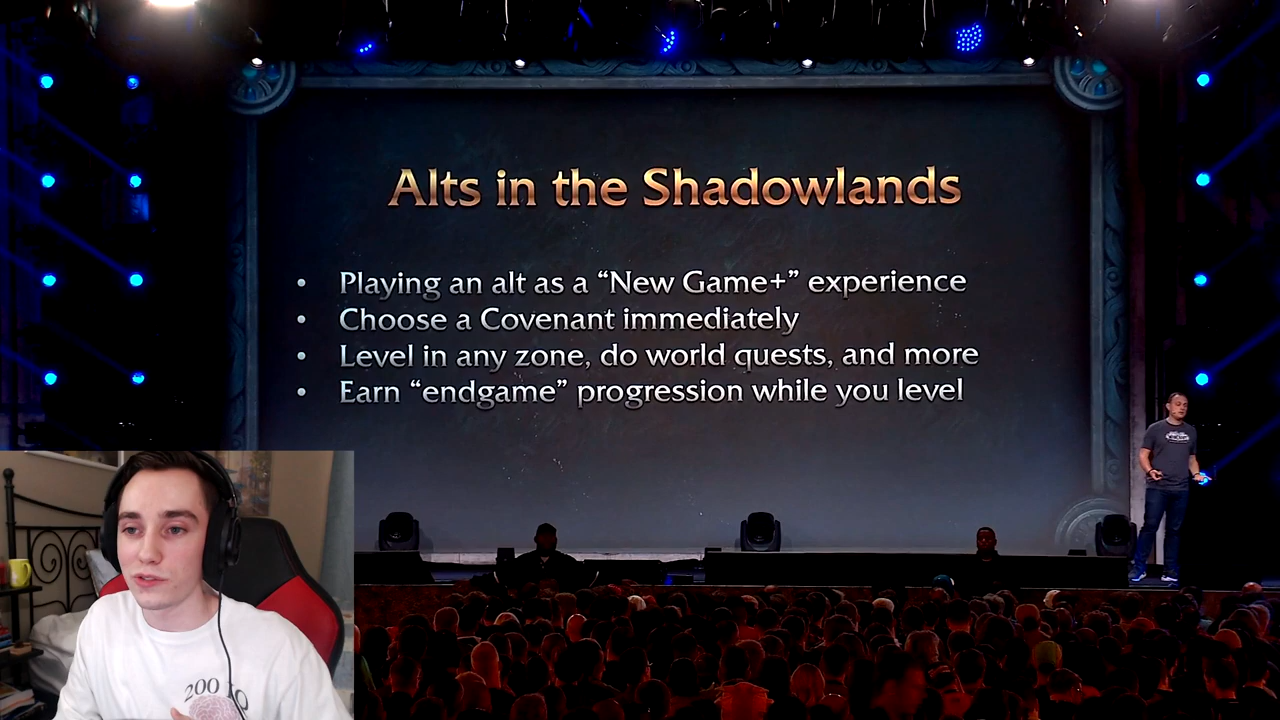 Alts in the Shadowlands
• Playing an alt as a “New Game+” experience
• Choose a Covenant immediately
• Level in any zone, do world quests, and more
• Earn “endgame” progression while you level
200